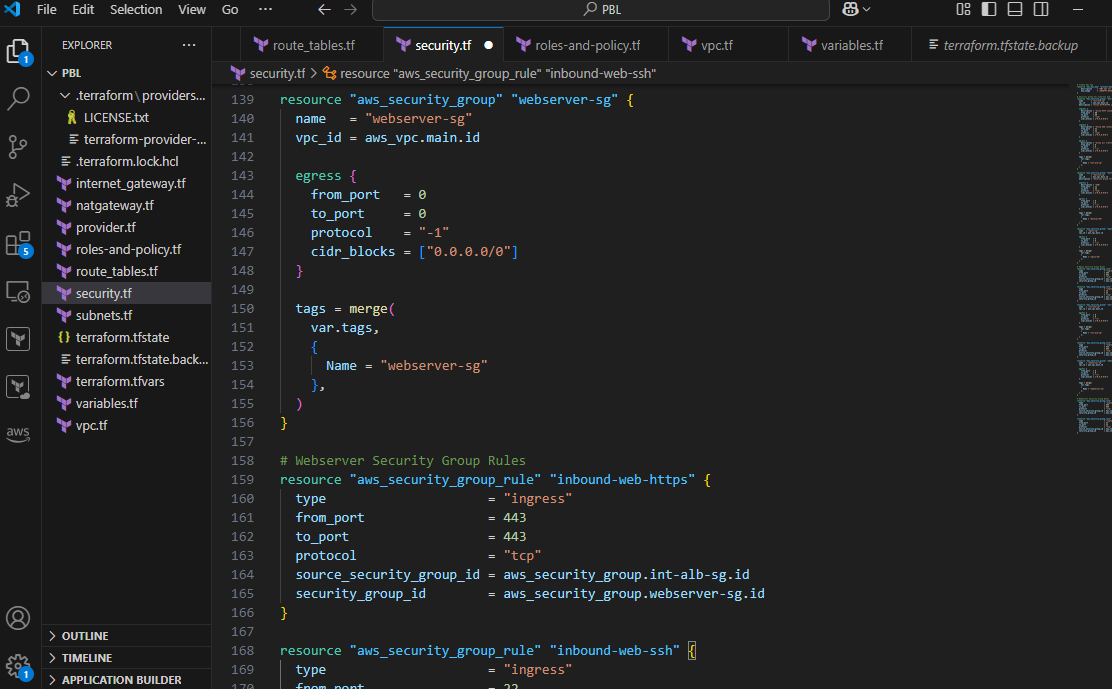 File Edit Selection View Go ··· PBL
EXPLORER ···
route_tables.tf security.tf roles-and-policy.tf vpc.tf variables.tf terraform.tfstate.backup
security.tf > resource "aws_security_group_rule" "inbound-web-ssh"
PBL
.terraform\providers...
LICENSE.txt
terraform-provider-...
.terraform.lock.hcl
internet_gateway.tf
natgateway.tf
provider.tf
roles-and-policy.tf
route_tables.tf
security.tf
subnets.tf
terraform.tfstate
terraform.tfstate.back...
terraform.tfvars
variables.tf
vpc.tf
OUTLINE
TIMELINE
APPLICATION BUILDER
1
5
aws
1
139 resource "aws_security_group" "webserver-sg" {
140   name   = "webserver-sg"
141   vpc_id = aws_vpc.main.id
142
143   egress {
144     from_port   = 0
145     to_port     = 0
146     protocol    = "-1"
147     cidr_blocks = ["0.0.0.0/0"]
148   }
149
150   tags = merge(
151     var.tags,
152     {
153       Name = "webserver-sg"
154     },
155   )
156 }
157
158 # Webserver Security Group Rules
159 resource "aws_security_group_rule" "inbound-web-https" {
160   type                     = "ingress"
161   from_port                = 443
162   to_port                  = 443
163   protocol                 = "tcp"
164   source_security_group_id = aws_security_group.int-alb-sg.id
165   security_group_id        = aws_security_group.webserver-sg.id
166 }
167
168 resource "aws_security_group_rule" "inbound-web-ssh" {
169   type                     = "ingress"
170   from_port                = 22